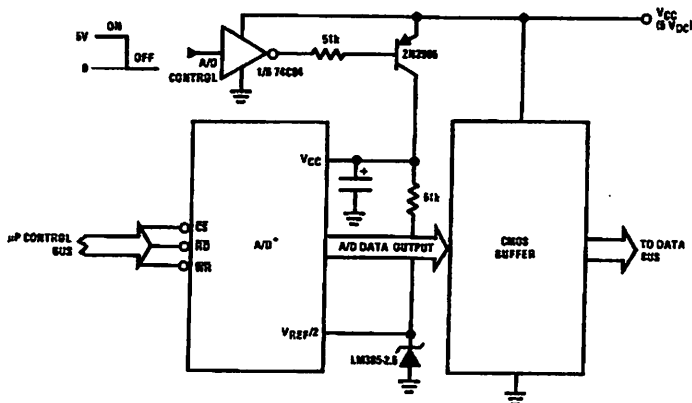 ON
5V
OFF
0
A/D
CONTROL
1/6 74C04
51k
2N3906
VCC
(5 VDC)
VCC
51k
µP CONTROL
BUS
CS
RD
WR
A/D*
A/D DATA OUTPUT
CMOS
BUFFER
TO DATA
BUS
VREF/2
LM385-2.5